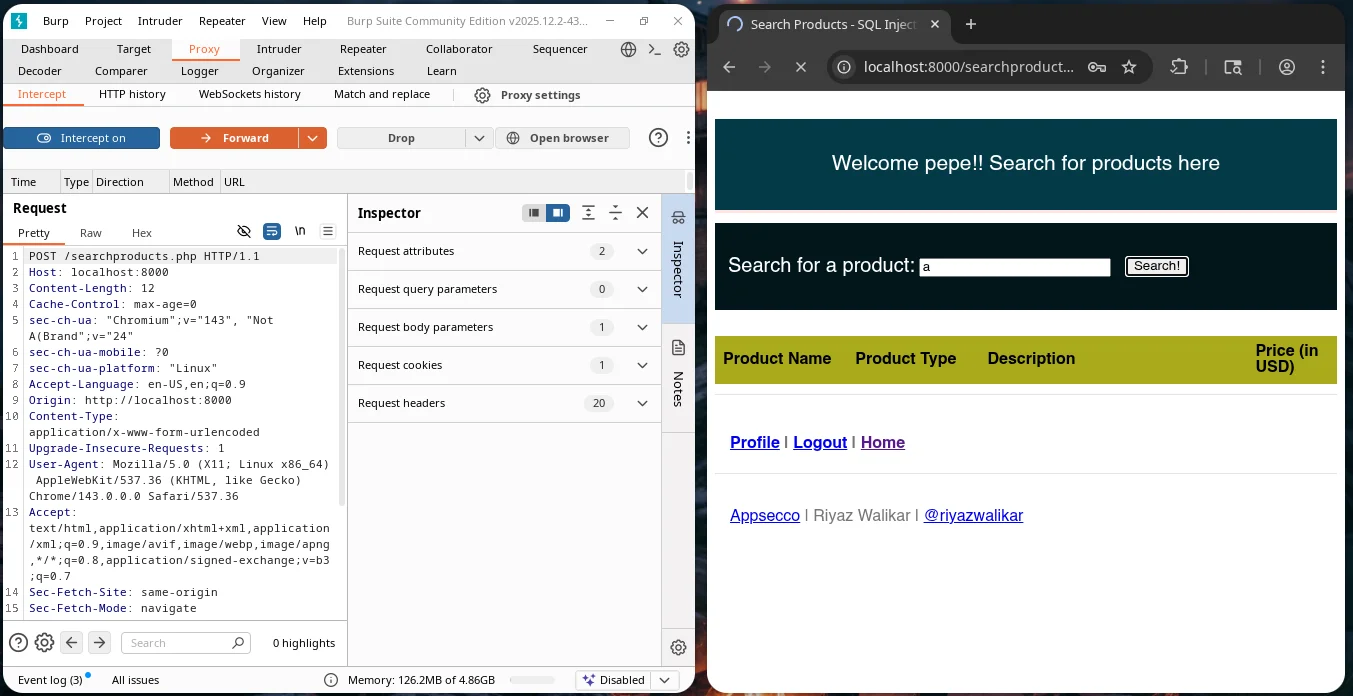 Burp Project Intruder Repeater View Help Burp Suite Community Edition v2025.12.2-43...
Dashboard Target Proxy Intruder Repeater Collaborator Sequencer
Decoder Comparer Logger Organizer Extensions Learn
Intercept HTTP history WebSockets history Match and replace Proxy settings
Intercept on Forward Drop Open browser
Time Type Direction Method URL
Request
Pretty Raw Hex \n
1 POST /searchproducts.php HTTP/1.1
2 Host: localhost:8000
3 Content-Length: 12
4 Cache-Control: max-age=0
5 sec-ch-ua: "Chromium";v="143", "Not
A(Brand";v="24"
6 sec-ch-ua-mobile: ?0
7 sec-ch-ua-platform: "Linux"
8 Accept-Language: en-US,en;q=0.9
9 Origin: http://localhost:8000
10 Content-Type:
application/x-www-form-urlencoded
11 Upgrade-Insecure-Requests: 1
12 User-Agent: Mozilla/5.0 (X11; Linux x86_64)
AppleWebKit/537.36 (KHTML, like Gecko)
Chrome/143.0.0.0 Safari/537.36
13 Accept:
text/html,application/xhtml+xml,application
/xml;q=0.9,image/avif,image/webp,image/apng
,*/*;q=0.8,application/signed-exchange;v=b3
;q=0.7
14 Sec-Fetch-Site: same-origin
15 Sec-Fetch-Mode: navigate
Search 0 highlights
Inspector
Request attributes 2
Request query parameters 0
Request body parameters 1
Request cookies 1
Request headers 20
Inspector
Notes
Event log (3) All issues Memory: 126.2MB of 4.86GB Disabled
Search Products - SQL Inject
localhost:8000/searchproduct...
Welcome pepe!! Search for products here
Search for a product: a Search!
Product Name Product Type Description Price (in
USD)
Profile | Logout | Home
Appsecco | Riyaz Walikar | @riyazwalikar